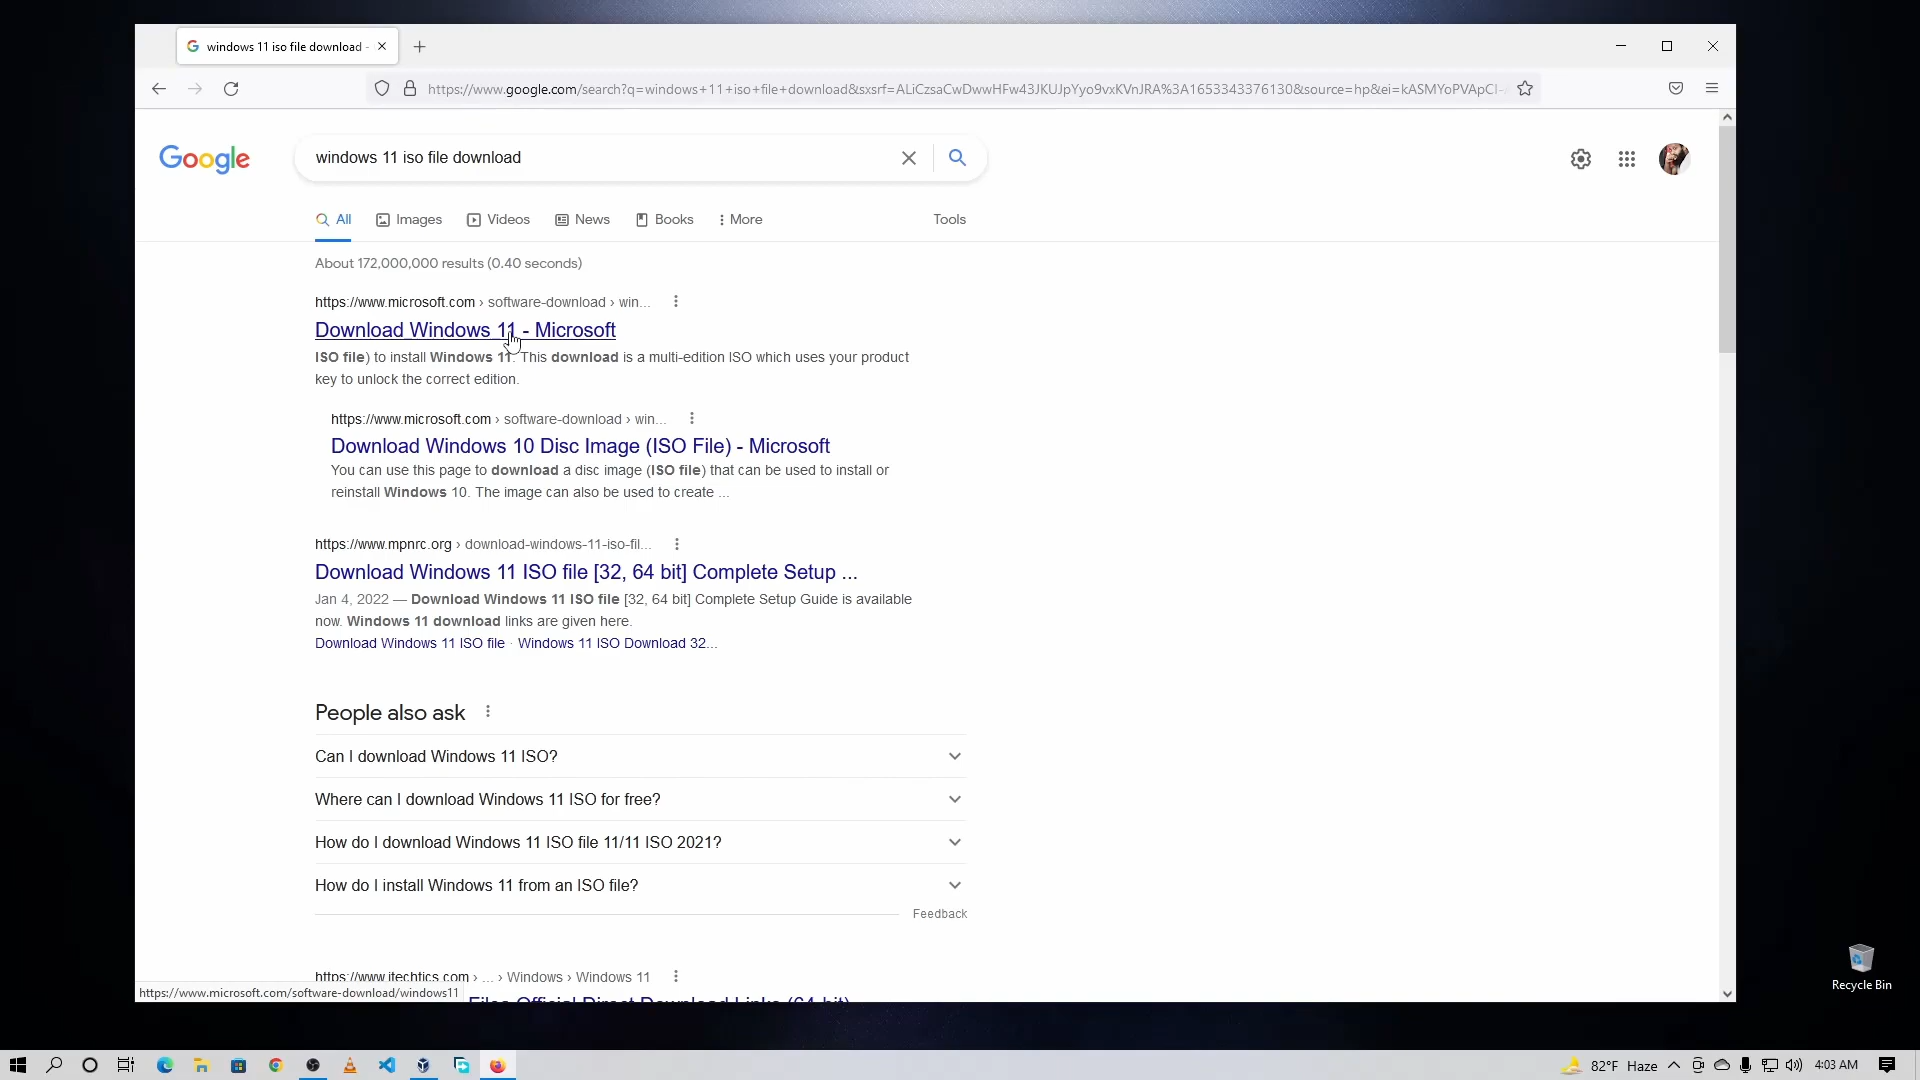 windows 11 iso file download -
https://www.google.com/search?q=windows+11+iso+file+download&sxsrf=ALiCzsaCwDwwHFw43JKUJpYyo9vxKVnJRA%3A1653343376130&source=hp&ei=kASMYoPVApCI-
Google
windows 11 iso file download
All Images Videos News Books More Tools
About 172,000,000 results (0.40 seconds)
https://www.microsoft.com › software-download › win...
Download Windows 11 - Microsoft
ISO file) to install Windows 11. This download is a multi-edition ISO which uses your product
key to unlock the correct edition.
https://www.microsoft.com › software-download › win...
Download Windows 10 Disc Image (ISO File) - Microsoft
You can use this page to download a disc image (ISO file) that can be used to install or
reinstall Windows 10. The image can also be used to create ...
https://www.mpnrc.org › download-windows-11-iso-fil...
Download Windows 11 ISO file [32, 64 bit] Complete Setup ...
Jan 4, 2022 — Download Windows 11 ISO file [32, 64 bit] Complete Setup Guide is available
now. Windows 11 download links are given here.
Download Windows 11 ISO file · Windows 11 ISO Download 32...
People also ask
Can I download Windows 11 ISO?
Where can I download Windows 11 ISO for free?
How do I download Windows 11 ISO file 11/11 ISO 2021?
How do I install Windows 11 from an ISO file?
Feedback
https://www.itechtics.com › ... › Windows › Windows 11
Files Official Direct Download Links (64-bit)
https://www.microsoft.com/software-download/windows11
Recycle Bin
82°F Haze 4:03 AM